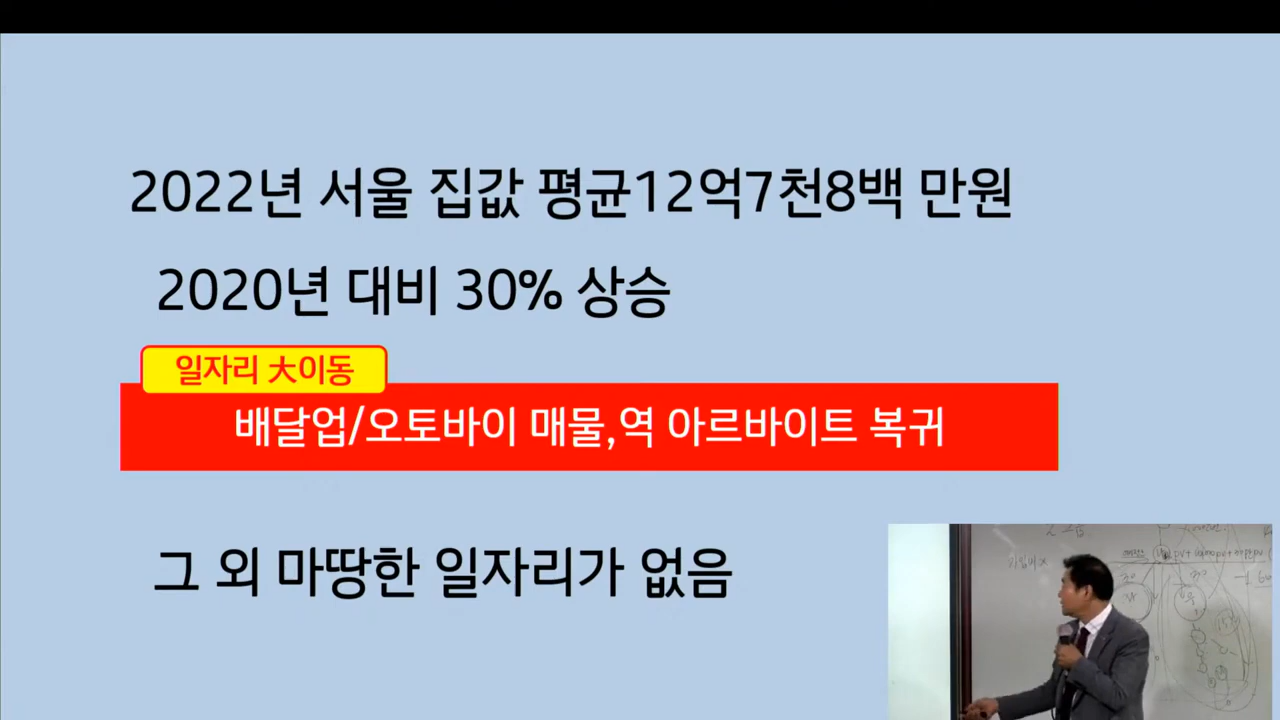 2022년 서울 집값 평균12억7천8백 만원
2020년 대비 30% 상승
일자리 大이동
배달업/오토바이 매물,역 아르바이트 복귀
그 외 마땅한 일자리가 없음